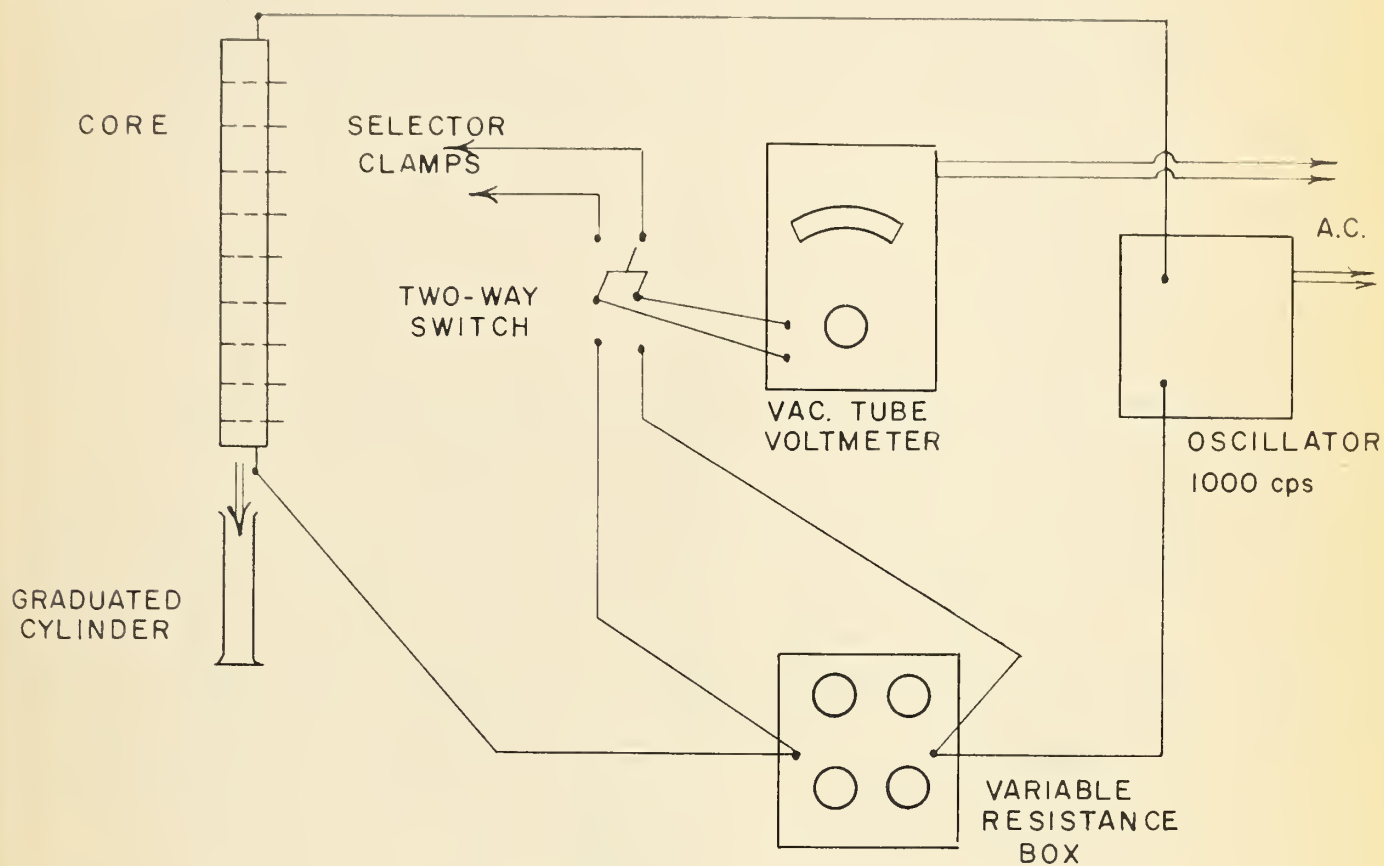 CORE
SELECTOR
CLAMPS
A.C.
TWO-WAY
SWITCH
VAC. TUBE
VOLTMETER
OSCILLATOR
1000 cps
GRADUATED
CYLINDER
VARIABLE
RESISTANCE
BOX